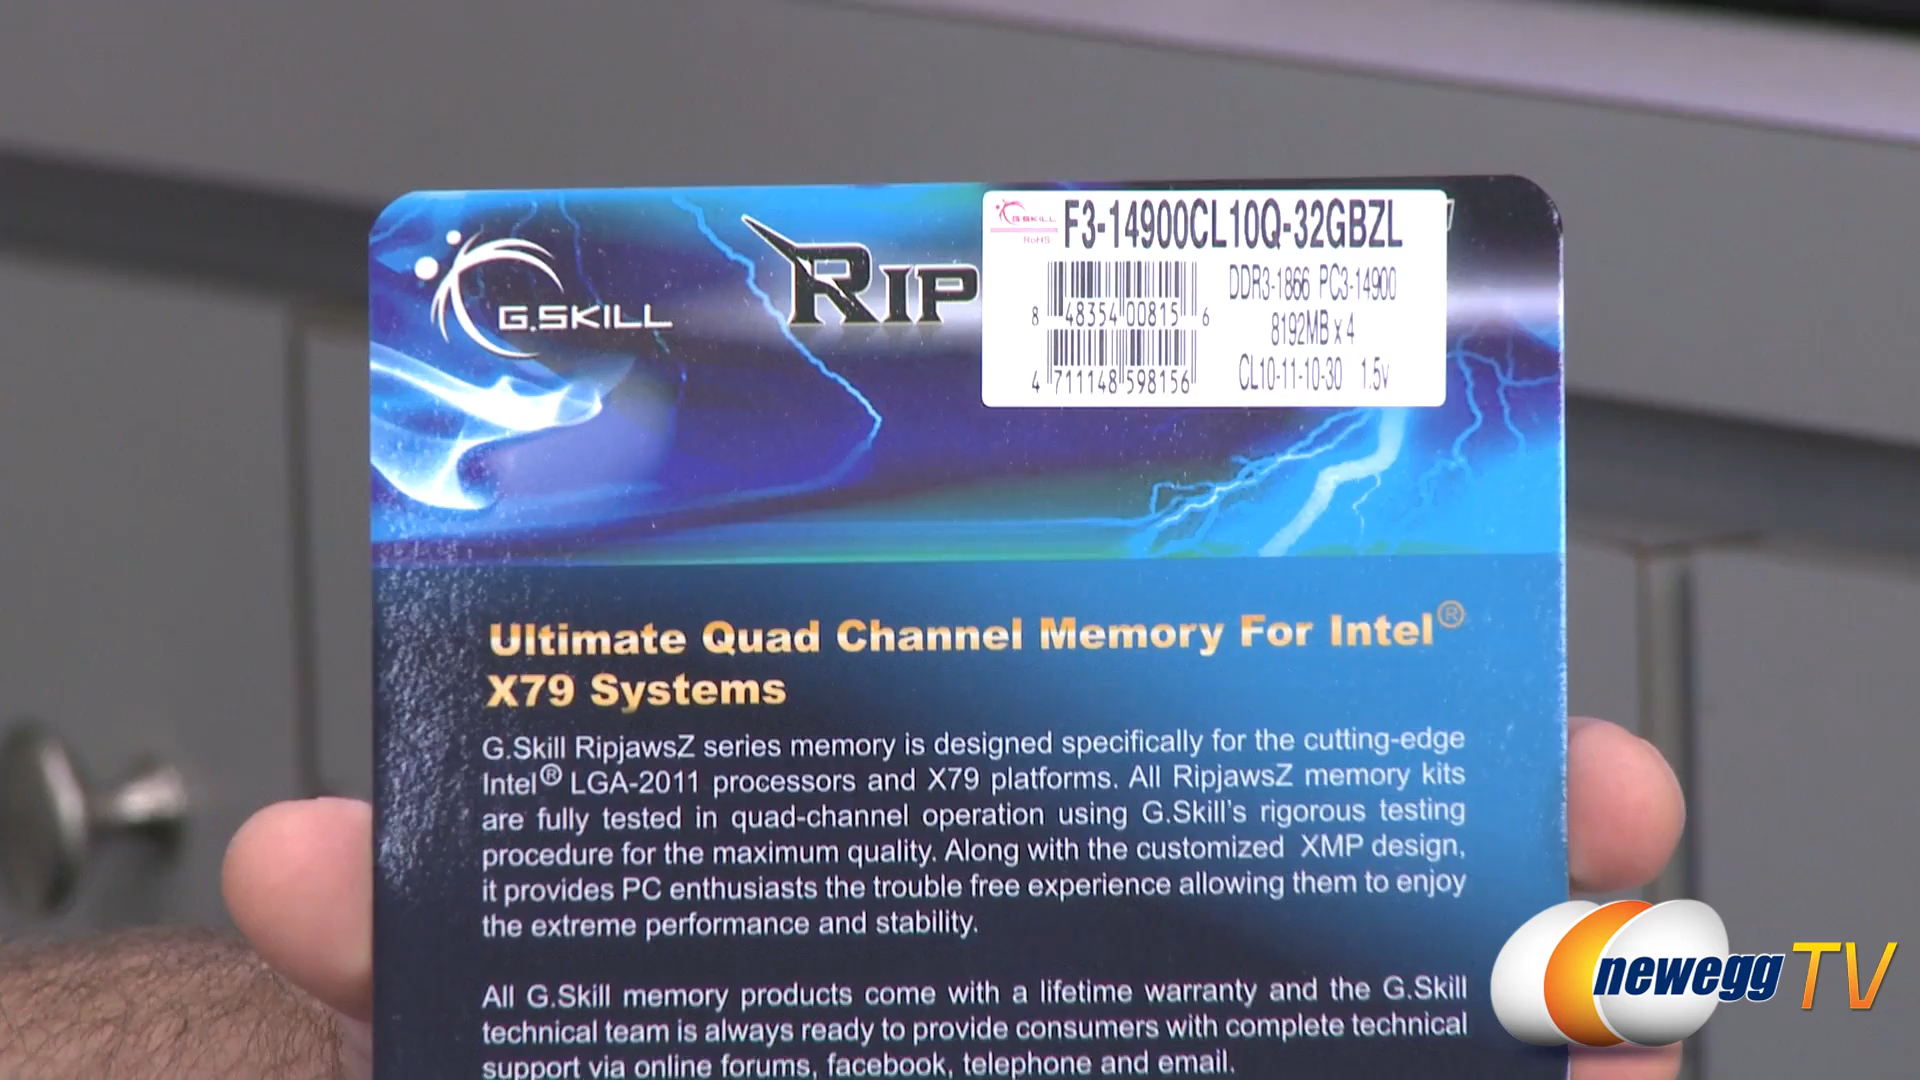 G.SKILL
RIP
G.SKILL
RoHS
F3-14900CL10Q-32GBZL
DDR3-1866 PC3-14900
8 48354 00815 6
8192MB x 4
4 711148 598156
CL10-11-10-30 1.5v
Ultimate Quad Channel Memory For Intel®
X79 Systems
G.Skill RipjawsZ series memory is designed specifically for the cutting-edge
Intel® LGA-2011 processors and X79 platforms. All RipjawsZ memory kits
are fully tested in quad-channel operation using G.Skill's rigorous testing
procedure for the maximum quality. Along with the customized XMP design,
it provides PC enthusiasts the trouble free experience allowing them to enjoy
the extreme performance and stability.
All G.Skill memory products come with a lifetime warranty and the G.Skill
technical team is always ready to provide consumers with complete technical
support via online forums, facebook, telephone and email.
newegg TV